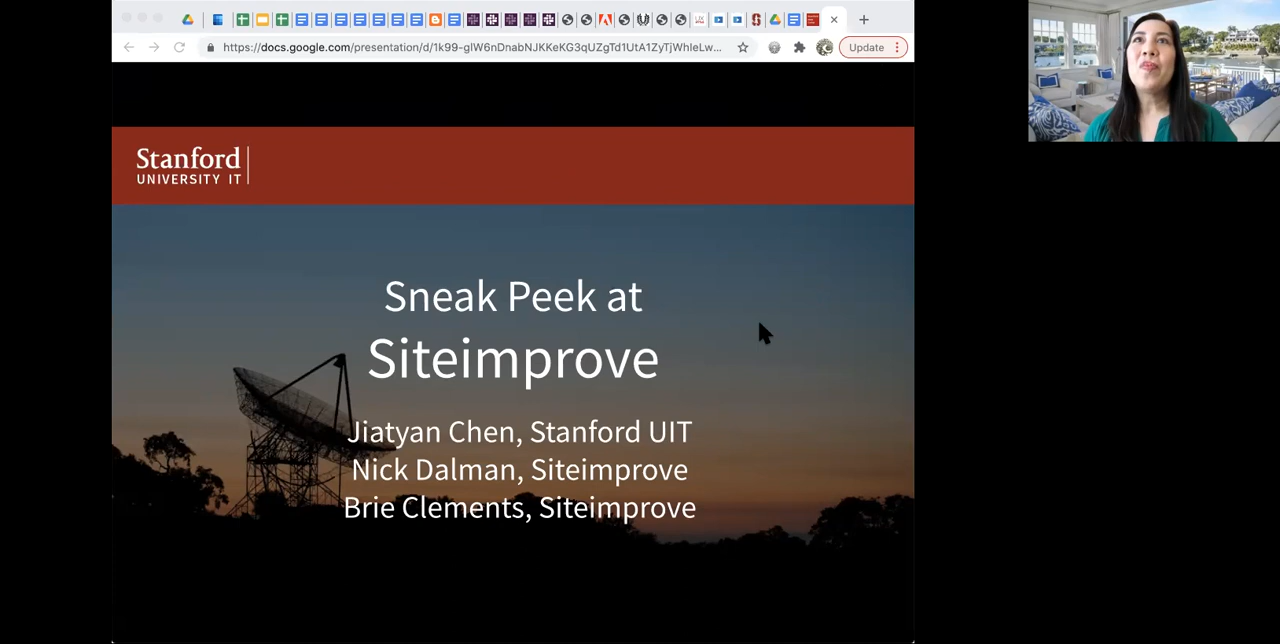 https://docs.google.com/presentation/d/1k99-gIW6nDnabNJKKeKG3qUZgTd1UtA1ZyTjWhIeLw...
Update
Stanford
UNIVERSITY IT
Sneak Peek at
Siteimprove
Jiatyan Chen, Stanford UIT
Nick Dalman, Siteimprove
Brie Clements, Siteimprove